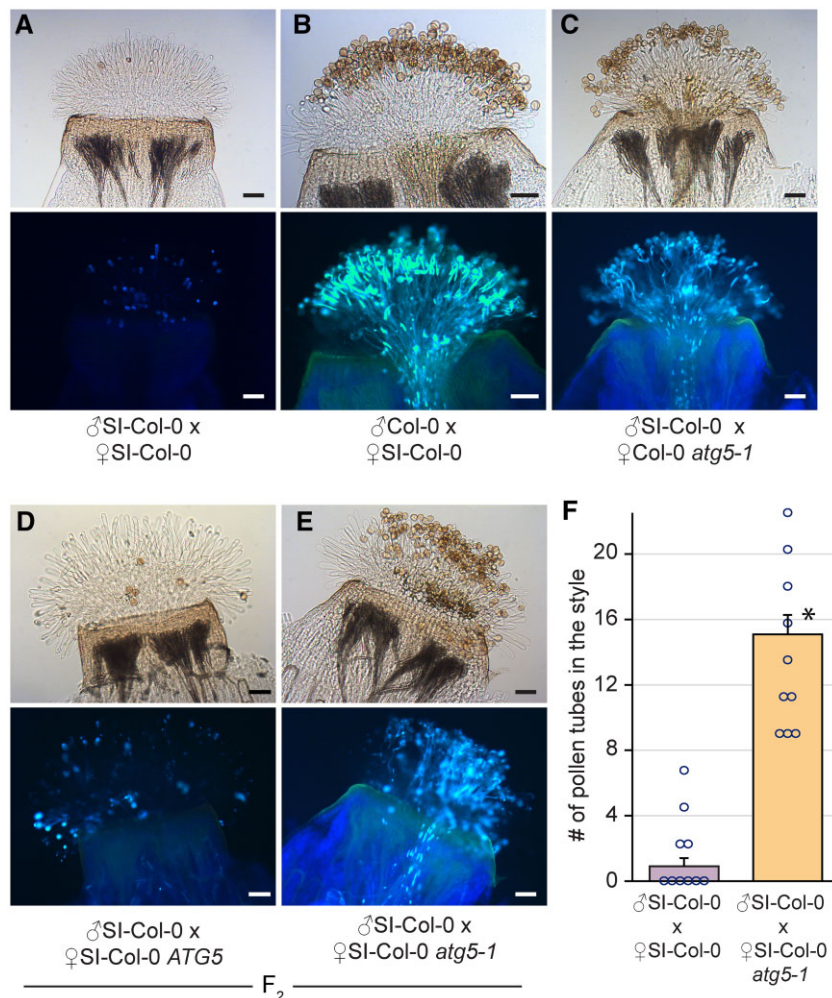 A
B
C
♂SI-Col-0 x
♀SI-Col-0
♂Col-0 x
♀SI-Col-0
♂SI-Col-0 x
♀Col-0 atg5-1
D
E
♂SI-Col-0 x
♀SI-Col-0 ATG5
♂SI-Col-0 x
♀SI-Col-0 atg5-1
F₂
F
# of pollen tubes in the style
20
16
12
8
4
0
♂SI-Col-0
x
♀SI-Col-0
♂SI-Col-0
x
♀SI-Col-0
atg5-1
*